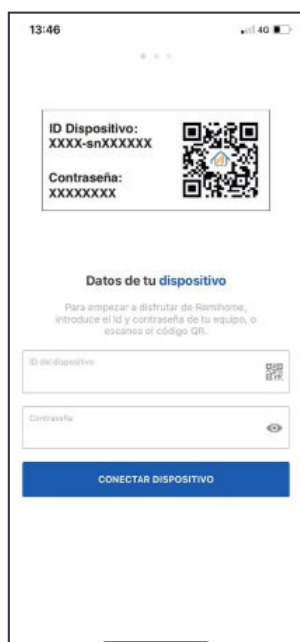 13:46
4G
ID Dispositivo:
XXXX-snXXXXXX
Contraseña:
XXXXXXXX
Datos de tu dispositivo
Para empezar a disfrutar de Remihome,
introduce el Id y contraseña de tu equipo, o
escanea el código QR.
ID del dispositivo
Contraseña
CONECTAR DISPOSITIVO